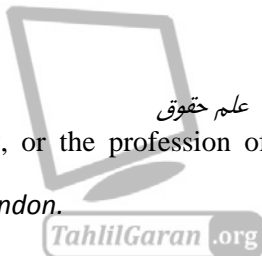 علم حقوق
, or the profession of
ndon.
TahlilGaran .org